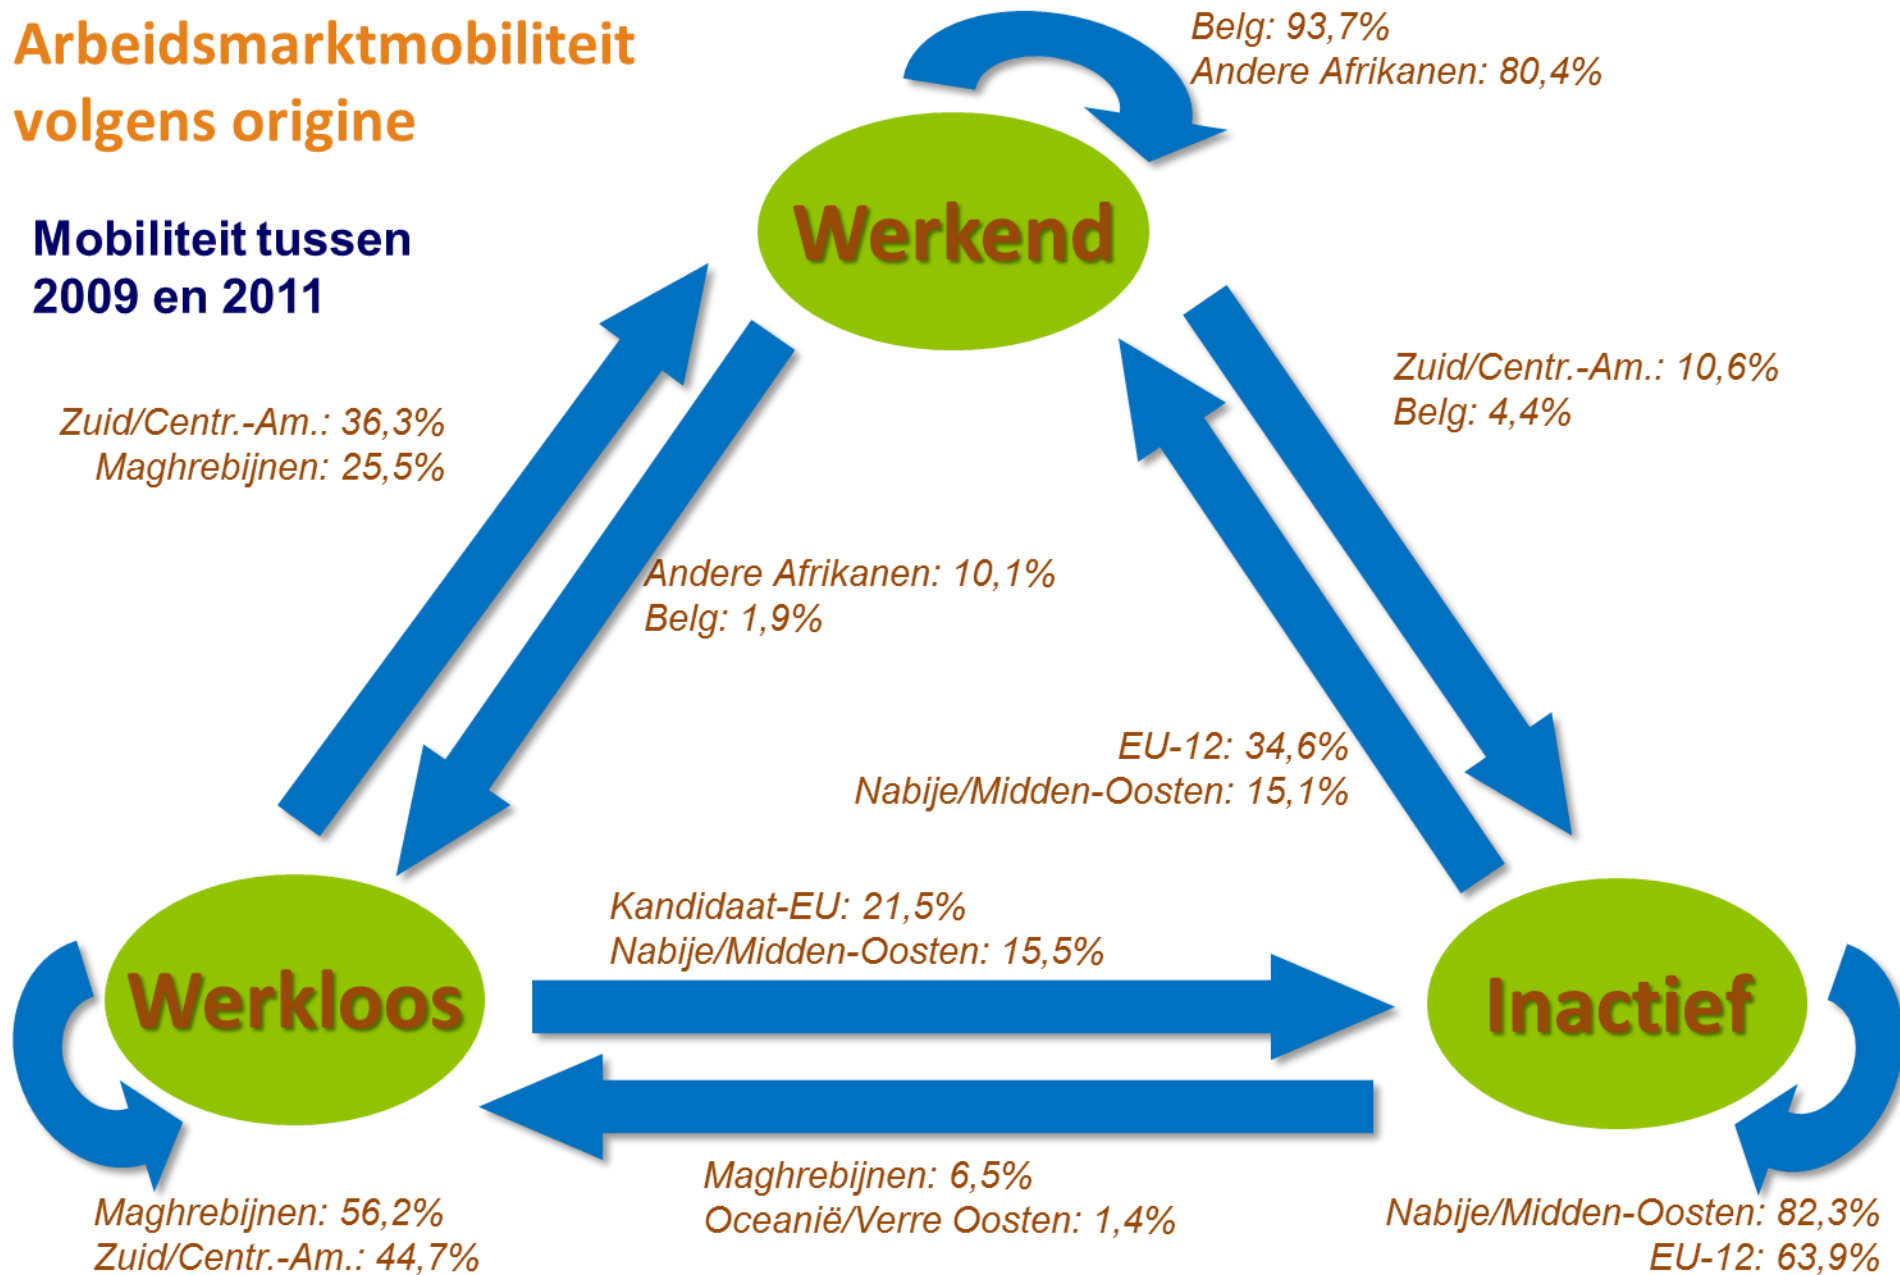 Arbeidsmarktmobiliteit
volgens origine
Mobiliteit tussen
2009 en 2011
Belg: 93,7%
Andere Afrikanen: 80,4%
Werkend
Zuid/Centr.-Am.: 36,3%
Maghrebijnen: 25,5%
Zuid/Centr.-Am.: 10,6%
Belg: 4,4%
Andere Afrikanen: 10,1%
Belg: 1,9%
EU-12: 34,6%
Nabije/Midden-Oosten: 15,1%
Kandidaat-EU: 21,5%
Nabije/Midden-Oosten: 15,5%
Werkloos
Inactief
Maghrebijnen: 6,5%
Oceanië/Verre Oosten: 1,4%
Maghrebijnen: 56,2%
Zuid/Centr.-Am.: 44,7%
Nabije/Midden-Oosten: 82,3%
EU-12: 63,9%